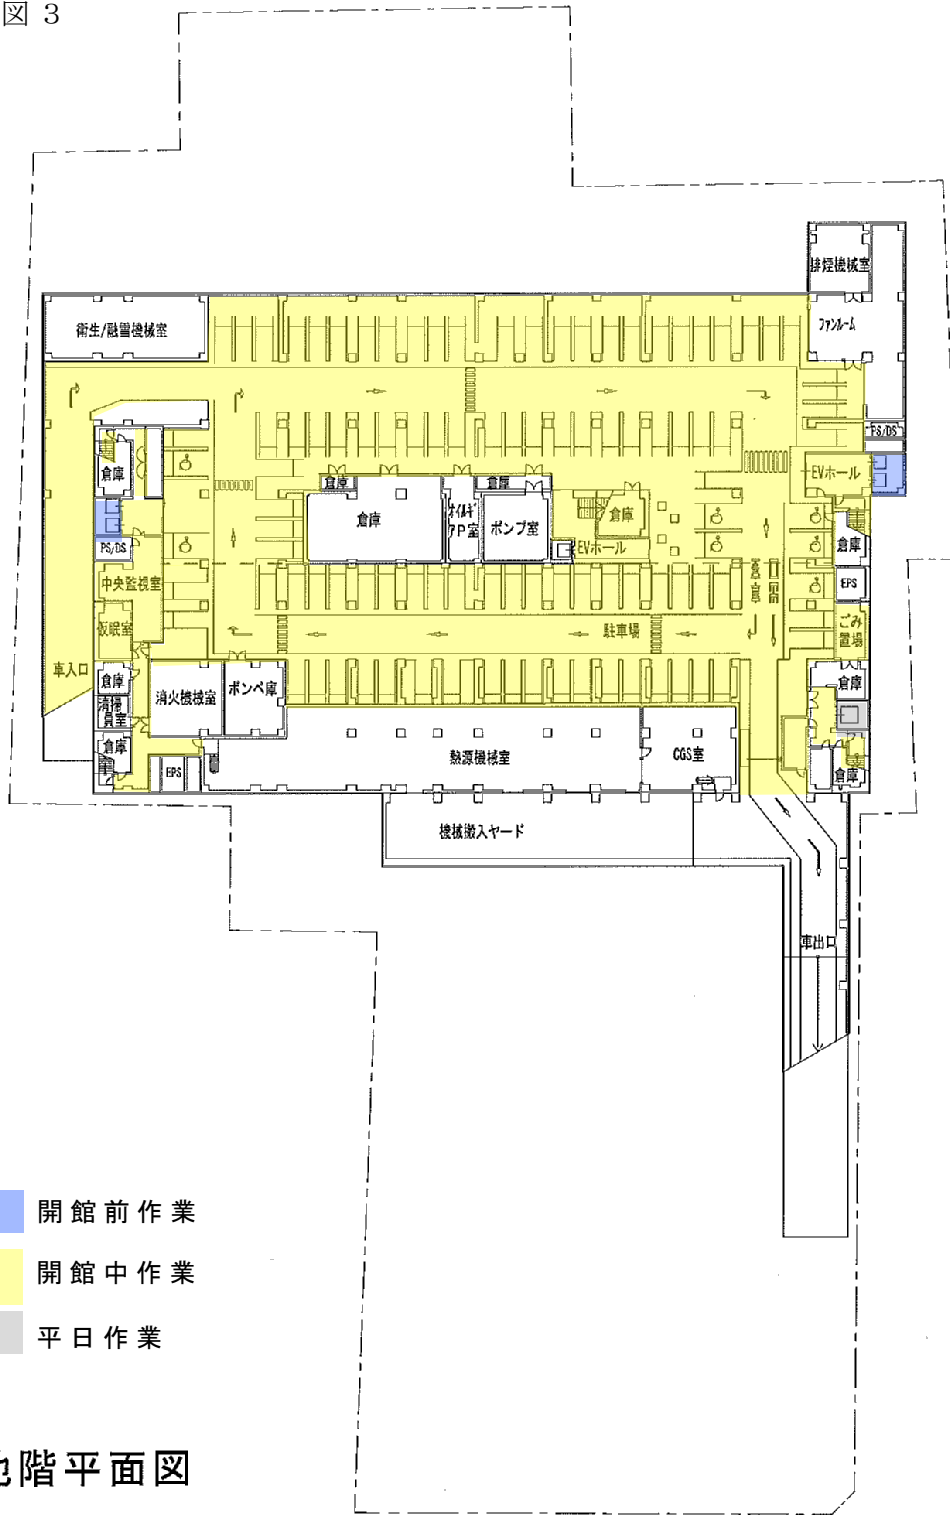 図 3
排煙機械室
衛生/融雪機械室
ファンルーム
PS/DS
EVホール
倉庫
倉庫
倉庫
倉庫
ポンプ室
倉庫
EVホール
倉庫
PS/DS
中央監視室
EPS
仮眠室
ごみ
置場
駐車場
車入口
倉庫
消火機械室
ボンベ庫
倉庫
清掃
員室
倉庫
EPS
熱源機械室
CGS室
倉庫
機械搬入ヤード
車出口
開館前作業
開館中作業
平日作業
階平面図